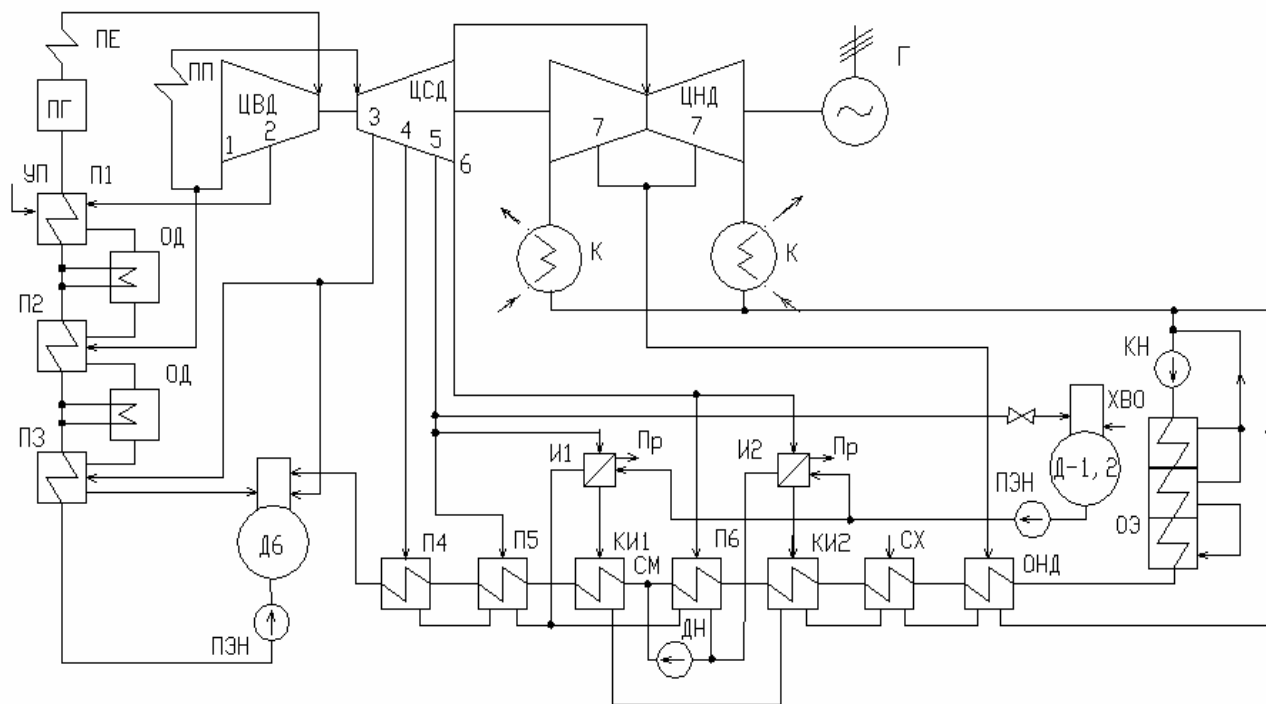 ПЕ
ПП
ПГ
ЦВД
ЦСД
ЦНД
Г
1
2
3
4
5
6
7
7
УП
П1
ОД
К
К
П2
ОД
КН
П3
ХВО
И1
Пр
И2
Пр
Д-1,2
ПЭН
ОЭ
Д6
П4
П5
КИ1
СМ
П6
КИ2
СХ
ОНД
ДН
ПЭН